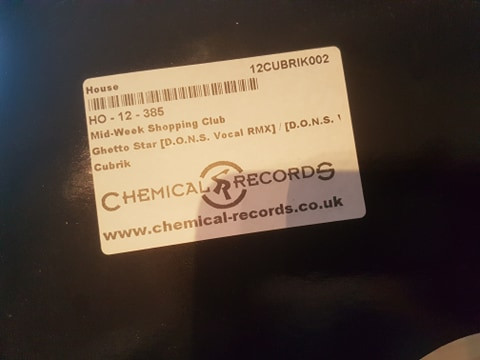 House
12CUBRIK002
HO - 12 - 385
Mid-Week Shopping Club
Ghetto Star [D.O.N.S. Vocal RMX] / [D.O.N.S.
Cubrik
CHEMICAL RECORDS
www.chemical-records.co.uk